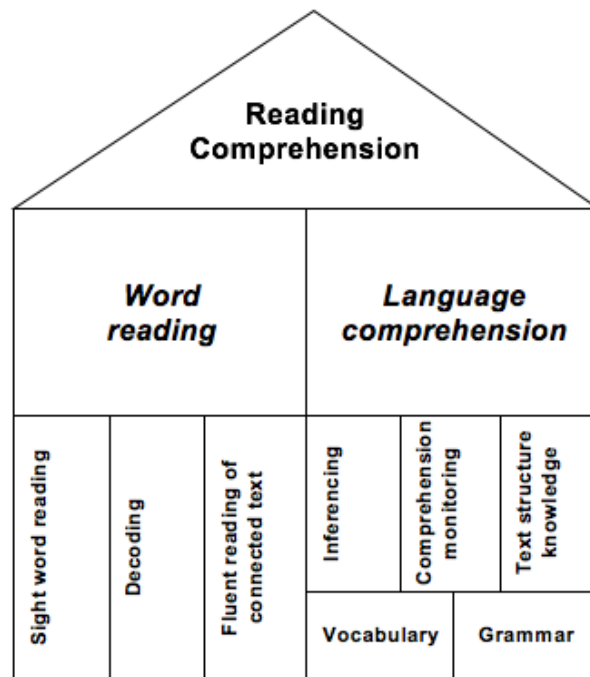 Reading
Comprehension
Word
reading
Language
comprehension
Sight word reading
Decoding
Fluent reading of
connected text
Inferencing
Comprehension
monitoring
Text structure
knowledge
Vocabulary
Grammar